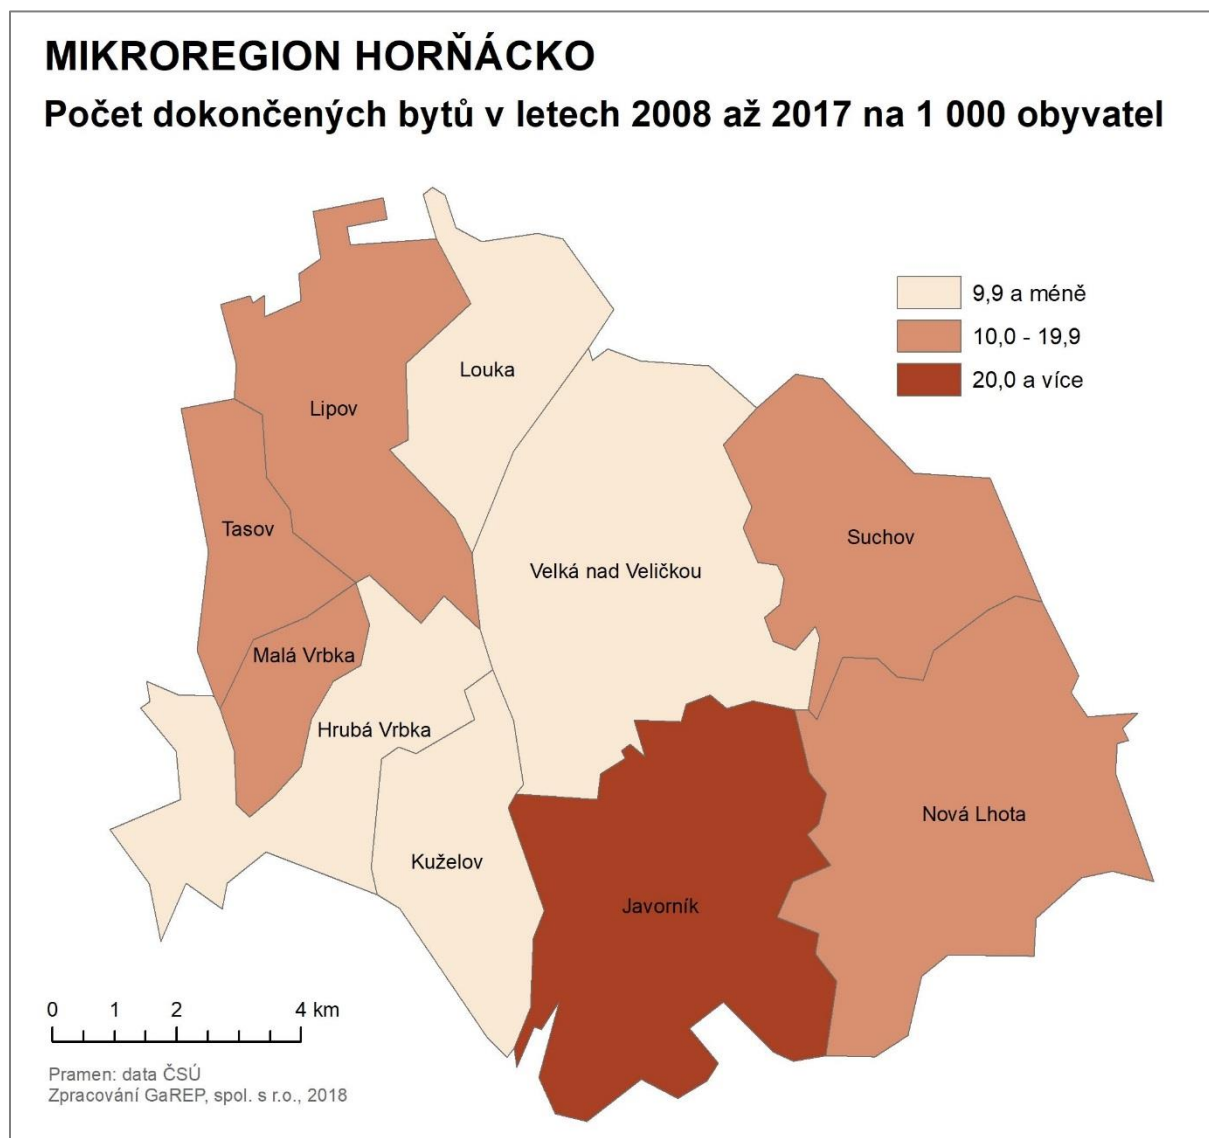 MIKROREGION HORŇÁCKO
Počet dokončených bytů v letech 2008 až 2017 na 1 000 obyvatel
9,9 a méně
10,0 - 19,9
20,0 a více
Louka
Lipov
Tasov
Suchov
Velká nad Veličkou
Malá Vrbka
Hrubá Vrbka
Nová Lhota
Kuželov
Javorník
0 1 2 4 km
Pramen: data ČSÚ
Zpracování GaREP, spol. s r.o., 2018